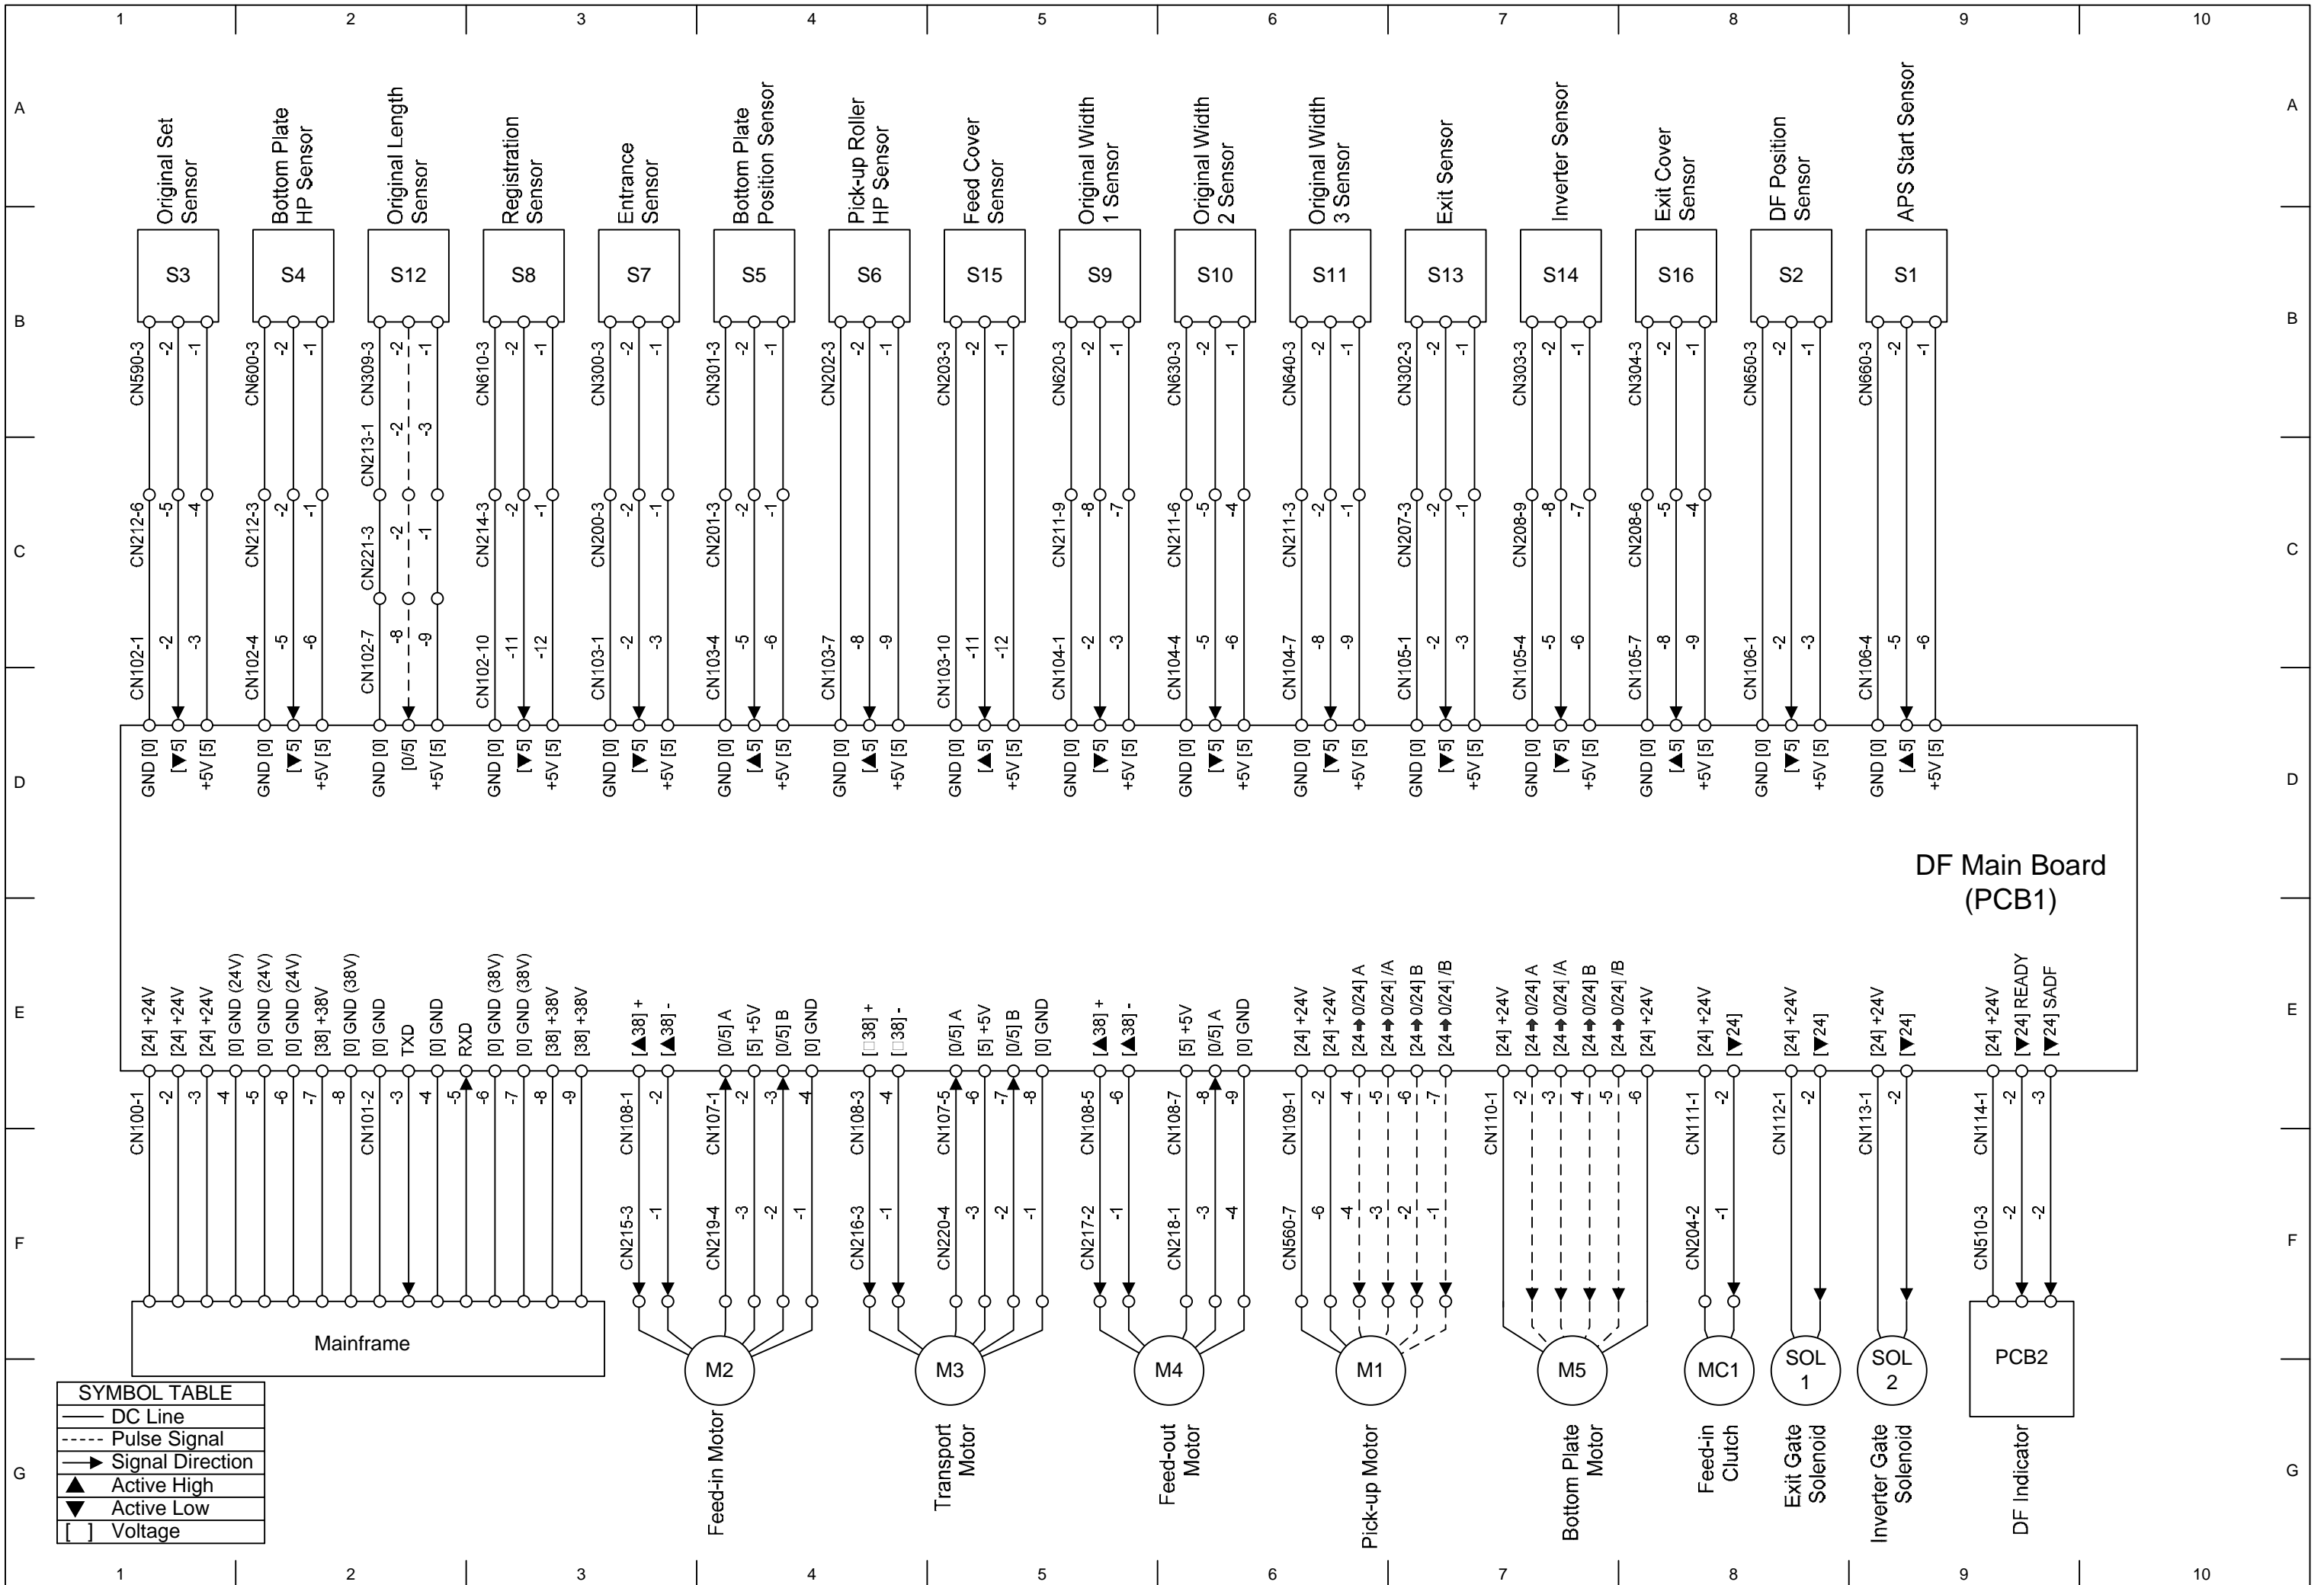 1 2 3 4 5 6 7 8 9 10
A A
Original Set
Sensor
Bottom Plate
HP Sensor
Original Length
Sensor
Registration
Sensor
Entrance
Sensor
Bottom Plate
Position Sensor
Pick-up Roller
HP Sensor
Feed Cover
Sensor
Original Width
1 Sensor
Original Width
2 Sensor
Original Width
3 Sensor
Exit Sensor
Inverter Sensor
Exit Cover
Sensor
DF Position
Sensor
APS Start Sensor
S3 S4 S12 S8 S7 S5 S6 S15 S9 S10 S11 S13 S14 S16 S2 S1
B B
CN590-3 -2 -1
CN600-3 -2 -1
CN309-3 -2 -1
CN610-3 -2 -1
CN300-3 -2 -1
CN301-3 -2 -1
CN202-3 -2 -1
CN203-3 -2 -1
CN620-3 -2 -1
CN630-3 -2 -1
CN640-3 -2 -1
CN302-3 -2 -1
CN303-3 -2 -1
CN304-3 -2 -1
CN650-3 -2 -1
CN660-3 -2 -1
CN213-1 -2 -3
C C
CN212-6 -5 -4
CN212-3 -2 -1
CN221-3 -2 -1
CN214-3 -2 -1
CN200-3 -2 -1
CN201-3 -2 -1
CN211-9 -8 -7
CN211-6 -5 -4
CN211-3 -2 -1
CN207-3 -2 -1
CN208-9 -8 -7
CN208-6 -5 -4
CN102-1 -2 -3
CN102-4 -5 -6
CN102-7 -8 -9
CN102-10 -11 -12
CN103-1 -2 -3
CN103-4 -5 -6
CN103-7 -8 -9
CN103-10 -11 -12
CN104-1 -2 -3
CN104-4 -5 -6
CN104-7 -8 -9
CN105-1 -2 -3
CN105-4 -5 -6
CN105-7 -8 -9
CN106-1 -2 -3
CN106-4 -5 -6
D D
GND [0] [▼5] +5V [5]
GND [0] [▼5] +5V [5]
GND [0] [0/5] +5V [5]
GND [0] [▼5] +5V [5]
GND [0] [▼5] +5V [5]
GND [0] [▲5] +5V [5]
GND [0] [▲5] +5V [5]
GND [0] [▲5] +5V [5]
GND [0] [▼5] +5V [5]
GND [0] [▼5] +5V [5]
GND [0] [▼5] +5V [5]
GND [0] [▼5] +5V [5]
GND [0] [▼5] +5V [5]
GND [0] [▲5] +5V [5]
GND [0] [▼5] +5V [5]
GND [0] [▲5] +5V [5]
DF Main Board
(PCB1)
E E
[24] +24V
[24] +24V
[24] +24V
[0] GND (24V)
[0] GND (24V)
[0] GND (24V)
[38] +38V
[0] GND (38V)
[0] GND
TXD
[0] GND
RXD
[0] GND (38V)
[0] GND (38V)
[38] +38V
[38] +38V
[▲38] +
[▲38] -
[0/5] A
[5] +5V
[0/5] B
[0] GND
[□38] +
[□38] -
[0/5] A
[5] +5V
[0/5] B
[0] GND
[▲38] +
[▲38] -
[5] +5V
[0/5] A
[0] GND
[24] +24V
[24] +24V
[24➡0/24] A
[24➡0/24] /A
[24➡0/24] B
[24➡0/24] /B
[24] +24V
[24➡0/24] A
[24➡0/24] /A
[24➡0/24] B
[24➡0/24] /B
[24] +24V
[24] +24V
[▼24]
[24] +24V
[▼24]
[24] +24V
[▼24]
[24] +24V
[▼24] READY
[▼24] SADF
CN100-1 -2 -3 -4 -5 -6 -7 -8
CN101-2 -3 -4 -5 -6 -7 -8 -9
CN108-1 -2
CN107-1 -2 -3 -4
CN108-3 -4
CN107-5 -6 -7 -8
CN108-5 -6
CN108-7 -8 -9
CN109-1 -2 -4 -5 -6 -7
CN110-1 -2 -3 -4 -5 -6
CN111-1 -2
CN112-1 -2
CN113-1 -2
CN114-1 -2 -3
F F
CN215-3 -1
CN219-4 -3 -2 -1
CN216-3 -1
CN220-4 -3 -2 -1
CN217-2 -1
CN218-1 -3 -4
CN560-7 -6 -4 -3 -2 -1
CN204-2 -1
CN510-3 -2 -2
Mainframe
M2 M3 M4 M1 M5 MC1
SOL
1
SOL
2
PCB2
Feed-in Motor
Transport
Motor
Feed-out
Motor
Pick-up Motor
Bottom Plate
Motor
Feed-in
Clutch
Exit Gate
Solenoid
Inverter Gate
Solenoid
DF Indicator
SYMBOL TABLE
DC Line
Pulse Signal
Signal Direction
▲ Active High
▼ Active Low
[ ] Voltage
G G
1 2 3 4 5 6 7 8 9 10